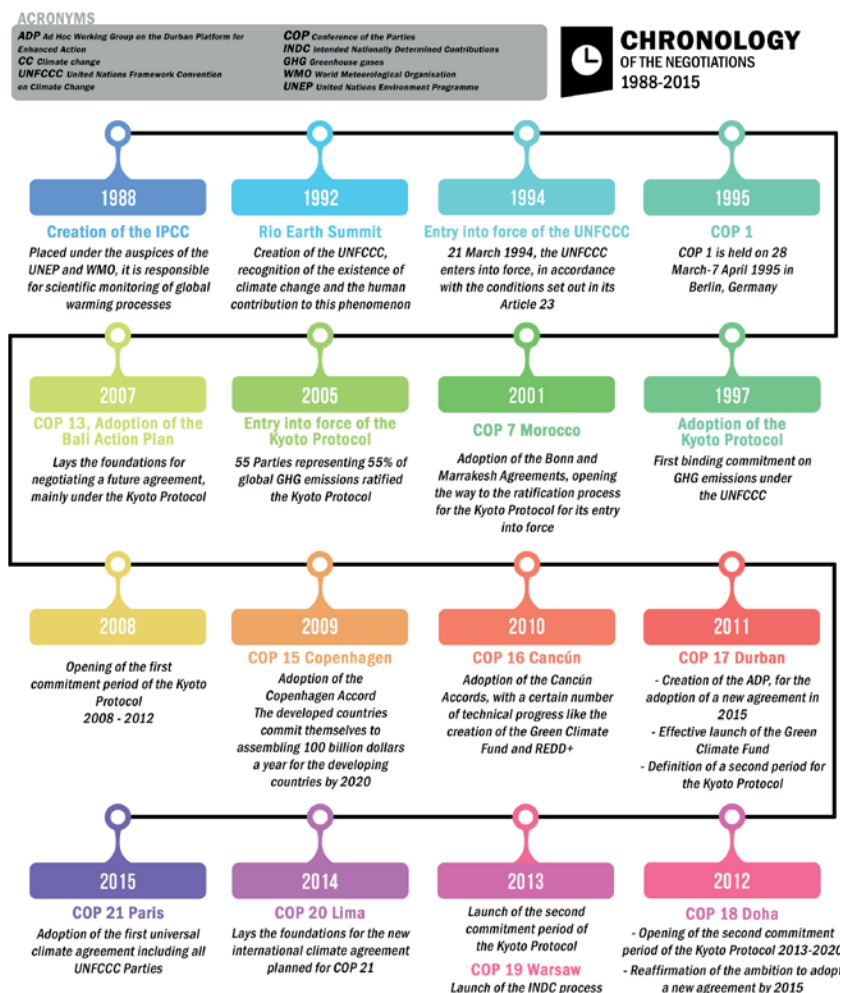 ACRONYMS
ADP Ad Hoc Working Group on the Durban Platform for
Enhanced Action
CC Climate change
UNFCCC United Nations Framework Convention
on Climate Change
COP Conference of the Parties
INDC Intended Nationally Determined Contributions
GHG Greenhouse gases
WMO World Meteorological Organisation
UNEP United Nations Environment Programme
CHRONOLOGY
OF THE NEGOTIATIONS
1988-2015
1988
Creation of the IPCC
Placed under the auspices of the
UNEP and WMO, it is responsible
for scientific monitoring of global
warming processes
1992
Rio Earth Summit
Creation of the UNFCCC,
recognition of the existence of
climate change and the human
contribution to this phenomenon
1994
Entry into force of the UNFCCC
21 March 1994, the UNFCCC
enters into force, in accordance
with the conditions set out in its
Article 23
1995
COP 1
COP 1 is held on 28
March-7 April 1995 in
Berlin, Germany
2007
COP 13, Adoption of the
Bali Action Plan
Lays the foundations for
negotiating a future agreement,
mainly under the Kyoto Protocol
2005
Entry into force of the
Kyoto Protocol
55 Parties representing 55% of
global GHG emissions ratified
the Kyoto Protocol
2001
COP 7 Morocco
Adoption of the Bonn and
Marrakesh Agreements, opening
the way to the ratification process
for the Kyoto Protocol for its entry
into force
1997
Adoption of the
Kyoto Protocol
First binding commitment on
GHG emissions under
the UNFCCC
2008
Opening of the first
commitment period of the Kyoto
Protocol
2008 - 2012
2009
COP 15 Copenhagen
Adoption of the
Copenhagen Accord
The developed countries
commit themselves to
assembling 100 billion dollars
a year for the developing
countries by 2020
2010
COP 16 Cancún
Adoption of the Cancún
Accords, with a certain number
of technical progress like the
creation of the Green Climate
Fund and REDD+
2011
COP 17 Durban
- Creation of the ADP, for the
adoption of a new agreement in
2015
- Effective launch of the Green
Climate Fund
- Definition of a second period for
the Kyoto Protocol
2015
COP 21 Paris
Adoption of the first universal
climate agreement including all
UNFCCC Parties
2014
COP 20 Lima
Lays the foundations for the new
international climate agreement
planned for COP 21
2013
Launch of the second
commitment period of
the Kyoto Protocol
COP 19 Warsaw
Launch of the INDC process
2012
COP 18 Doha
- Opening of the second commitment
period of the Kyoto Protocol 2013-2020
- Reaffirmation of the ambition to adopt
a new agreement by 2015